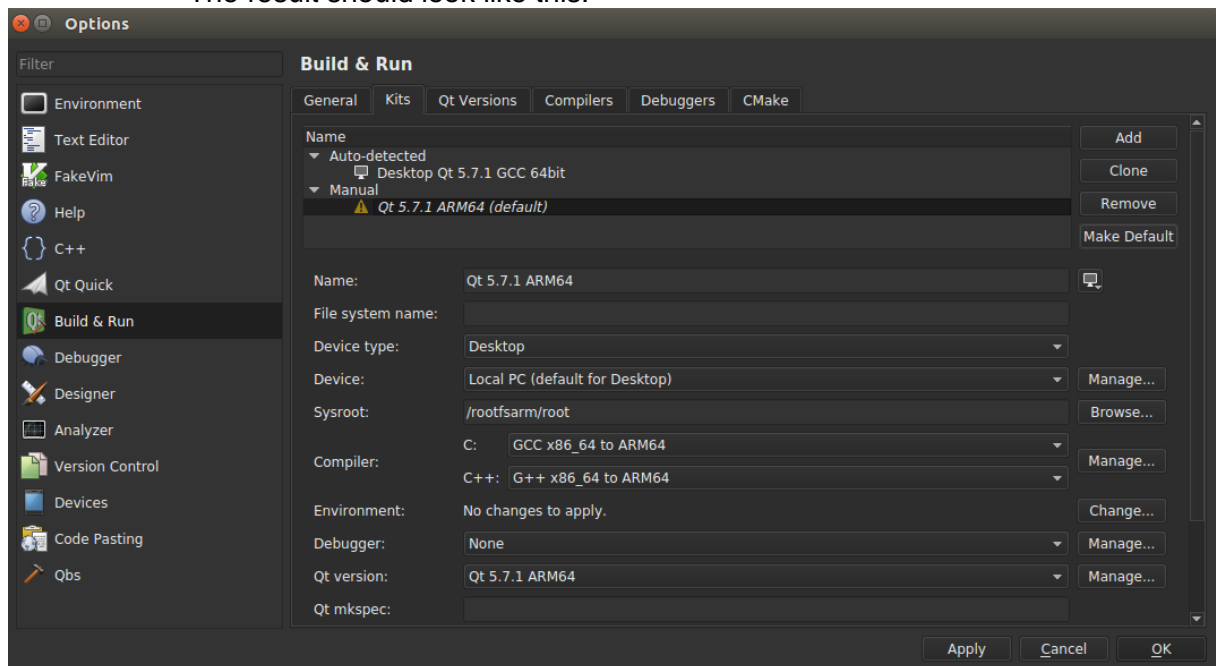 The result should look like this:
Options
Filter
Environment
Text Editor
FakeVim
Help
C++
Qt Quick
Build & Run
Debugger
Designer
Analyzer
Version Control
Devices
Code Pasting
Qbs
Build & Run
General Kits Qt Versions Compilers Debuggers CMake
Name
Auto-detected
Desktop Qt 5.7.1 GCC 64bit
Manual
Qt 5.7.1 ARM64 (default)
Add
Clone
Remove
Make Default
Name: Qt 5.7.1 ARM64
File system name:
Device type: Desktop
Device: Local PC (default for Desktop) Manage...
Sysroot: /rootfsarm/root Browse...
Compiler: C: GCC x86_64 to ARM64
C++: G++ x86_64 to ARM64 Manage...
Environment: No changes to apply. Change...
Debugger: None Manage...
Qt version: Qt 5.7.1 ARM64 Manage...
Qt mkspec:
Apply Cancel OK